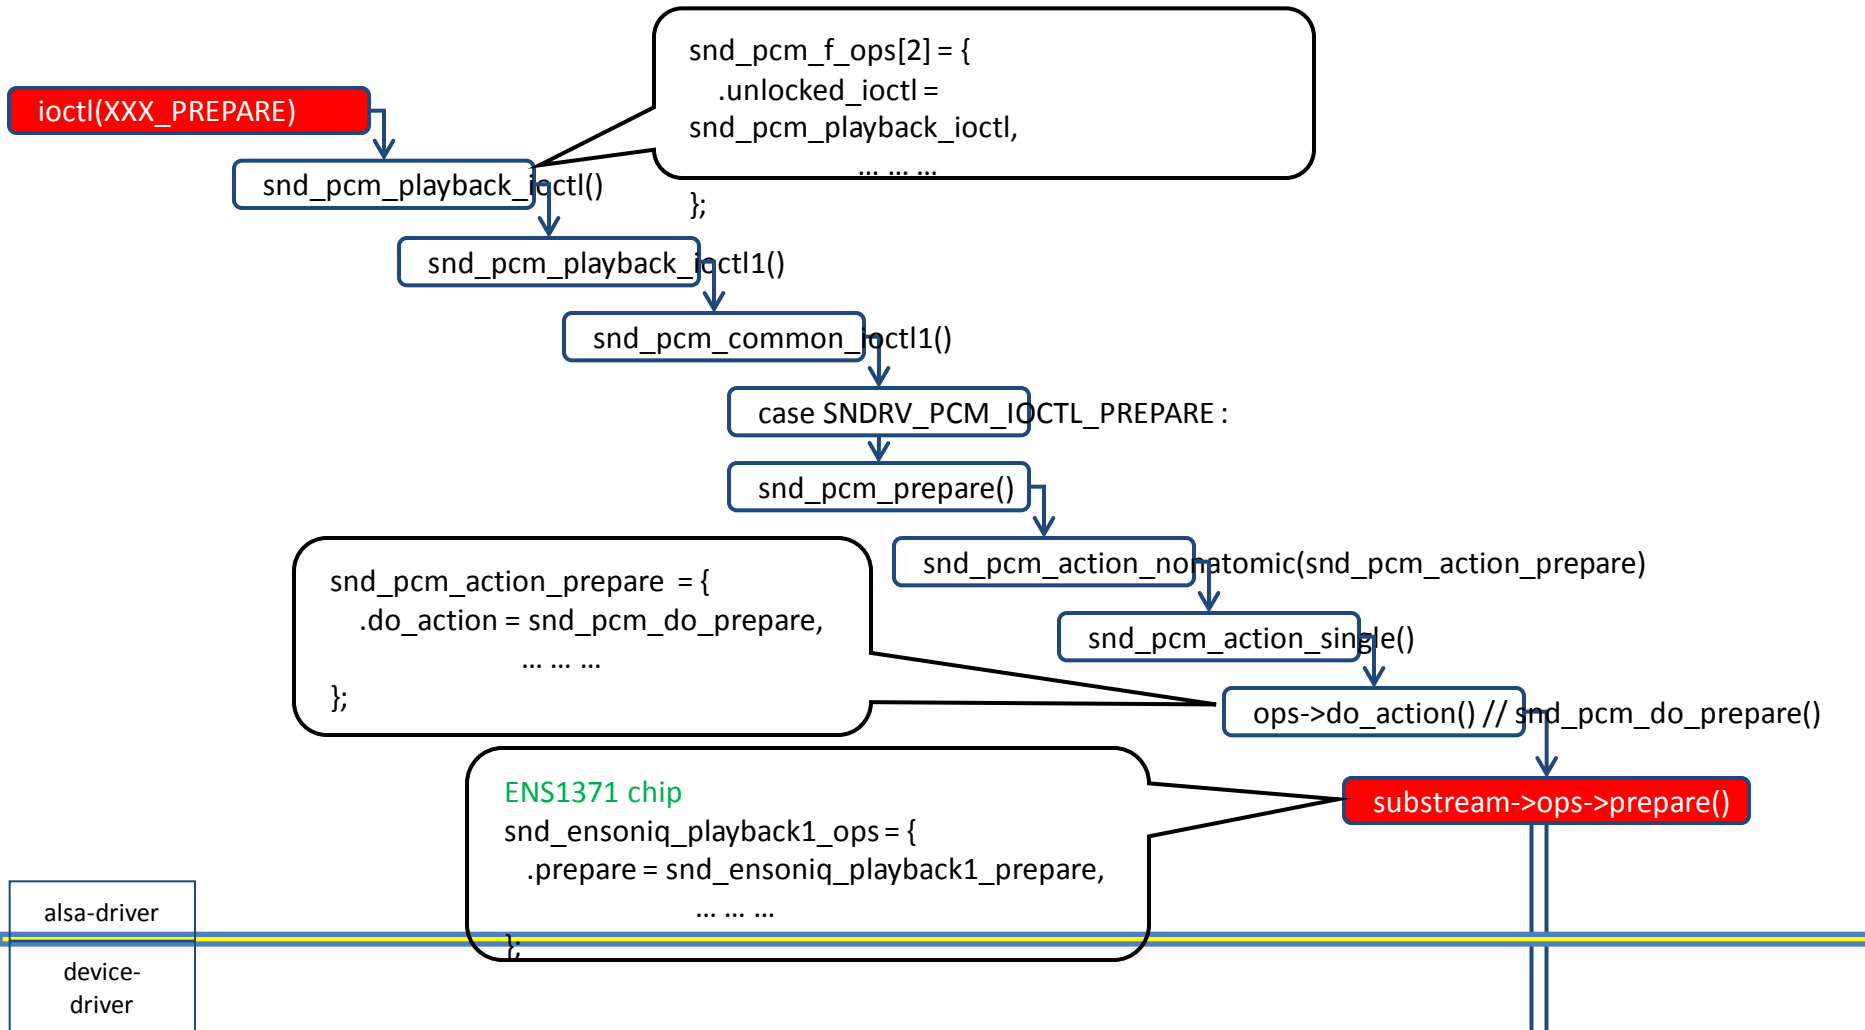 snd_pcm_f_ops[2] = {
.unlocked_ioctl =
snd_pcm_playback_ioctl,
... ... ...
};
ioctl(XXX_PREPARE)
snd_pcm_playback_ioctl()
snd_pcm_playback_ioctl1()
snd_pcm_common_ioctl1()
case SNDRV_PCM_IOCTL_PREPARE :
snd_pcm_prepare()
snd_pcm_action_nonatomic(snd_pcm_action_prepare)
snd_pcm_action_prepare = {
.do_action = snd_pcm_do_prepare,
... ... ...
};
snd_pcm_action_single()
ops->do_action() // snd_pcm_do_prepare()
ENS1371 chip
snd_ensoniq_playback1_ops = {
.prepare = snd_ensoniq_playback1_prepare,
... ... ...
};
substream->ops->prepare()
alsa-driver
device-
driver